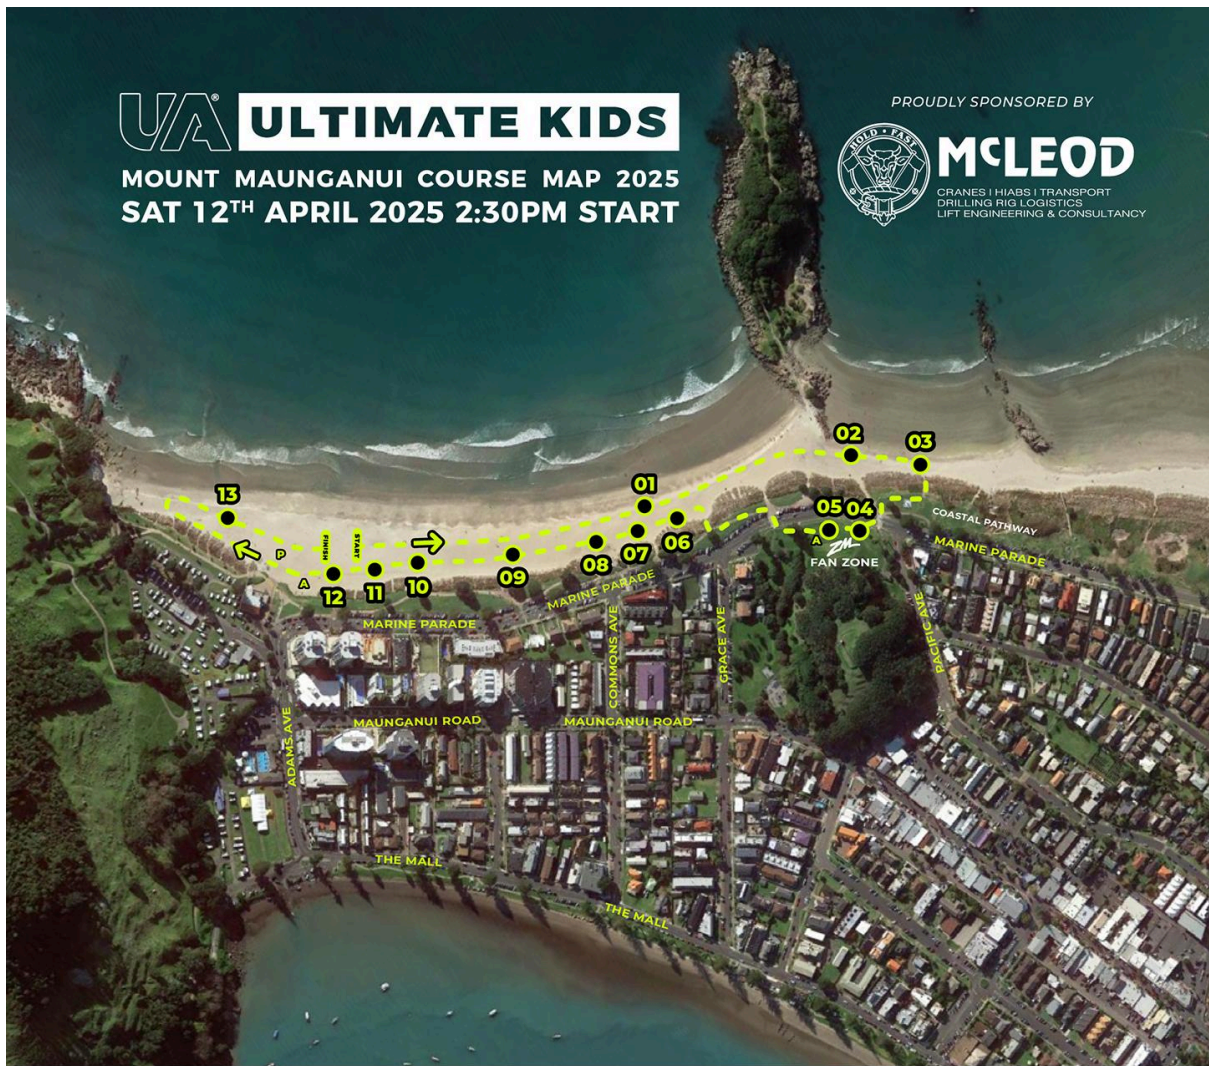 UA® ULTIMATE KIDS
MOUNT MAUNGANUI COURSE MAP 2025
SAT 12TH APRIL 2025 2:30PM START
PROUDLY SPONSORED BY
HOLD • FAST
McLEOD
CRANES | HIABS | TRANSPORT
DRILLING RIG LOGISTICS
LIFT ENGINEERING & CONSULTANCY
02
03
01
13
05 04
06
07
08
09
10
11
12
FINISH
START
P
A
A
ZM
FAN ZONE
COASTAL PATHWAY
MARINE PARADE
MARINE PARADE
MARINE PARADE
COMMONS AVE
GRACE AVE
PACIFIC AVE
MAUNGANUI ROAD
MAUNGANUI ROAD
ADAMS AVE
THE MALL
THE MALL